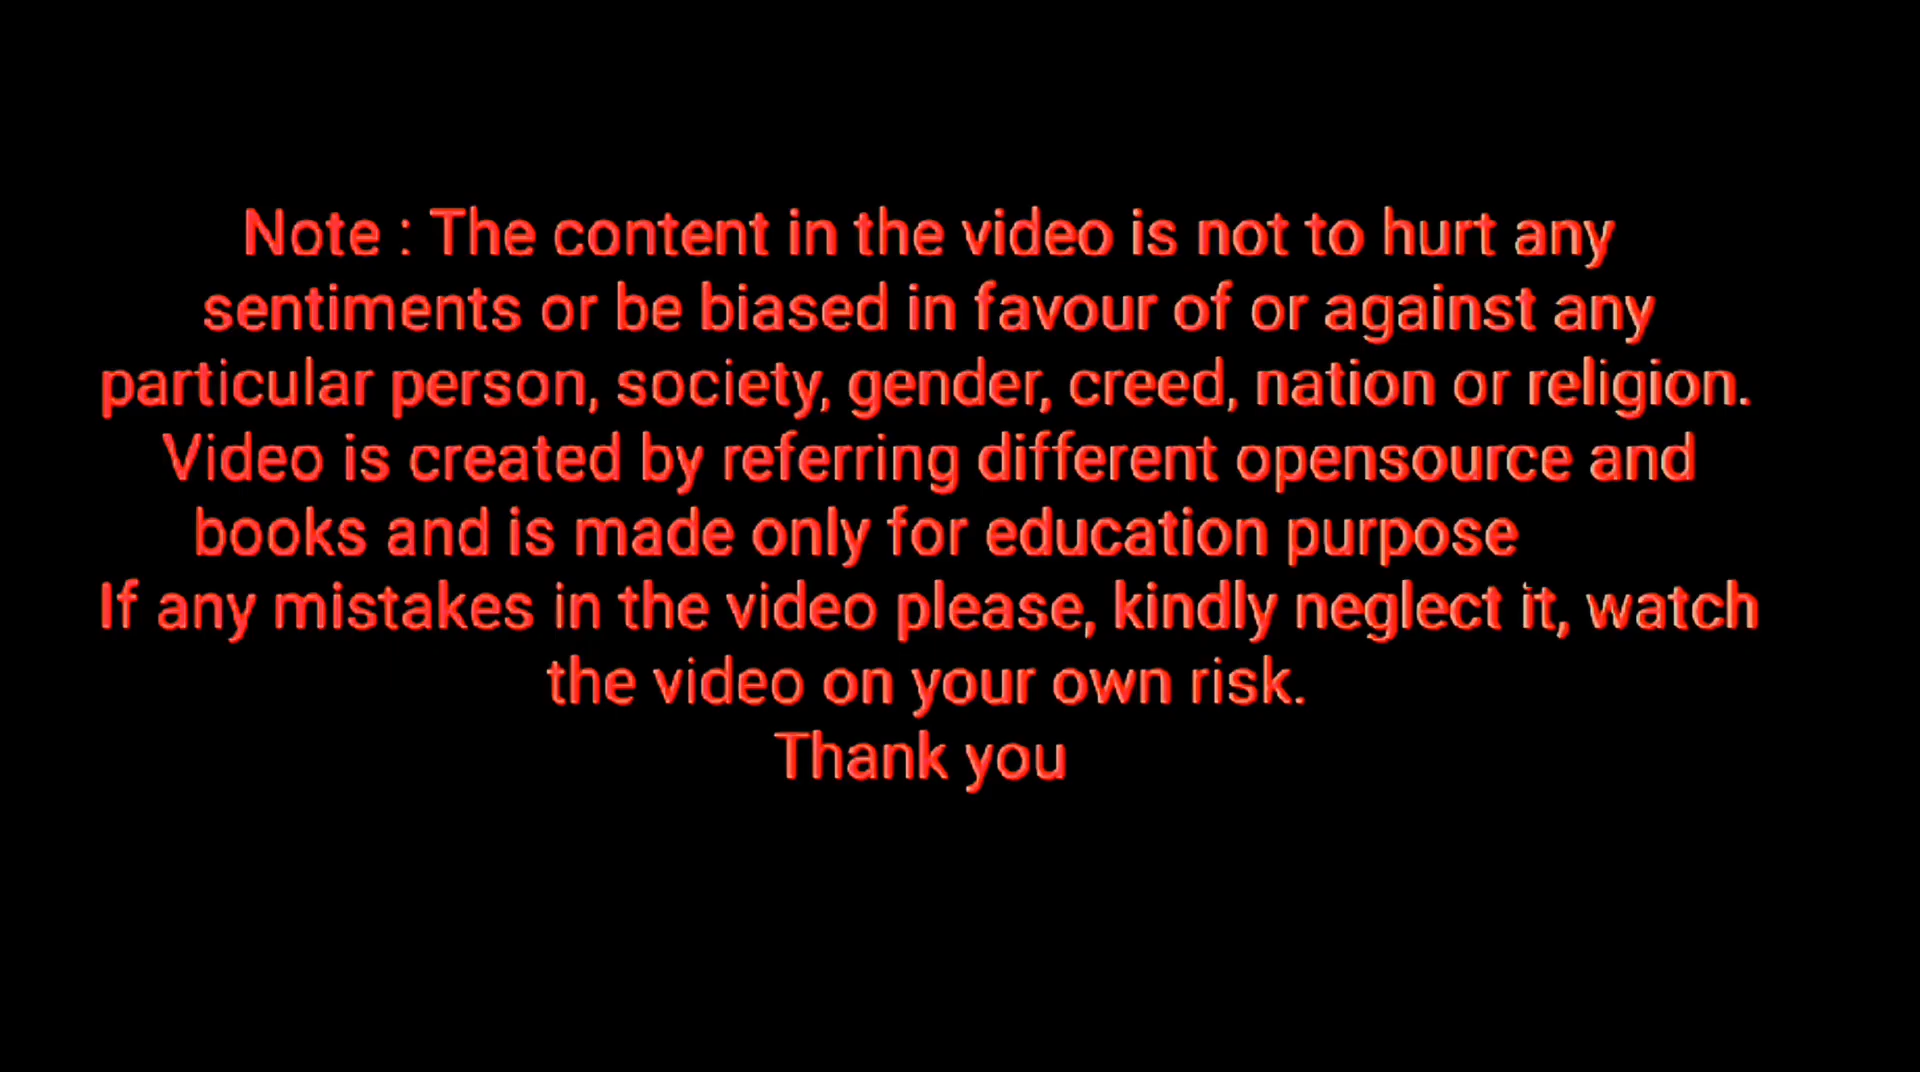 Note : The content in the video is not to hurt any
sentiments or be biased in favour of or against any
particular person, society, gender, creed, nation or religion.
Video is created by referring different opensource and
books and is made only for education purpose
If any mistakes in the video please, kindly neglect it, watch
the video on your own risk.
Thank you